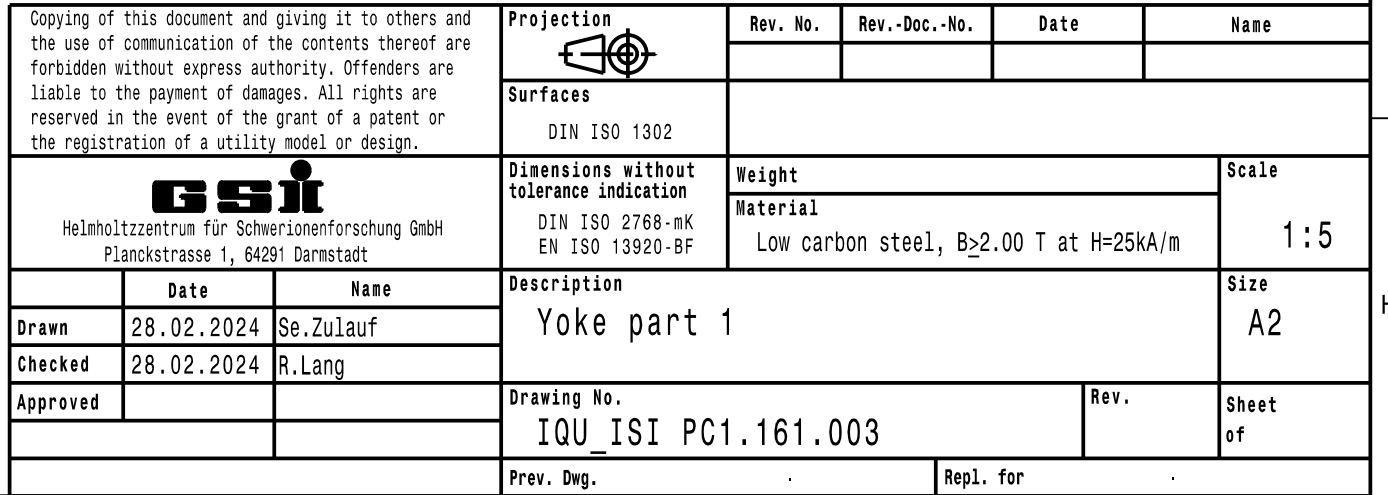 Copying of this document and giving it to others and
the use of communication of the contents thereof are
forbidden without express authority. Offenders are
liable to the payment of damages. All rights are
reserved in the event of the grant of a patent or
the registration of a utility model or design.
Projection
Rev. No. Rev.-Doc.-No. Date Name
Surfaces
DIN ISO 1302
GSI
Helmholtzzentrum für Schwerionenforschung GmbH
Planckstrasse 1, 64291 Darmstadt
Dimensions without
tolerance indication
DIN ISO 2768-mK
EN ISO 13920-BF
Weight
Material
Low carbon steel, B≥2.00 T at H=25kA/m
Scale
1:5
Date Name
Drawn 28.02.2024 Se.Zulauf
Checked 28.02.2024 R.Lang
Approved
Description
Yoke part 1
Size
A2
Drawing No.
IQU_ISI PC1.161.003
Rev.
Sheet
of
Prev. Dwg. .
Repl. for .